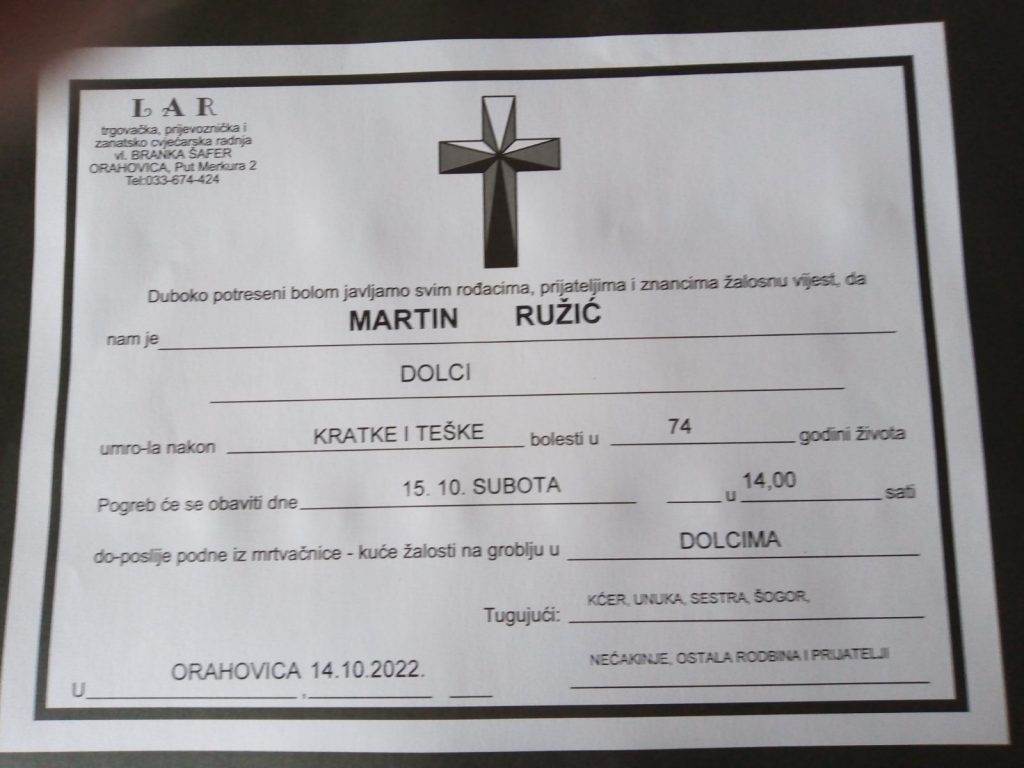 LAR
trgovačka, prijevoznička i
zanatsko cvjećarska radnja
vl. BRANKA ŠAFER
ORAHOVICA, Put Merkura 2
Tel:033-674-424
Duboko potreseni bolom javljamo svim rođacima, prijateljima i znancima žalosnu vijest, da
nam je MARTIN RUŽIĆ
DOLCI
umro-la nakon KRATKE I TEŠKE bolesti u 74 godini života
Pogreb će se obaviti dne 15. 10. SUBOTA u 14,00 sati
do-poslije podne iz mrtvačnice - kuće žalosti na groblju u DOLCIMA
Tugujući: KĆER, UNUKA, SESTRA, ŠOGOR,
NEĆAKINJE, OSTALA RODBINA I PRIJATELJI
U ORAHOVICA 14.10.2022. ,